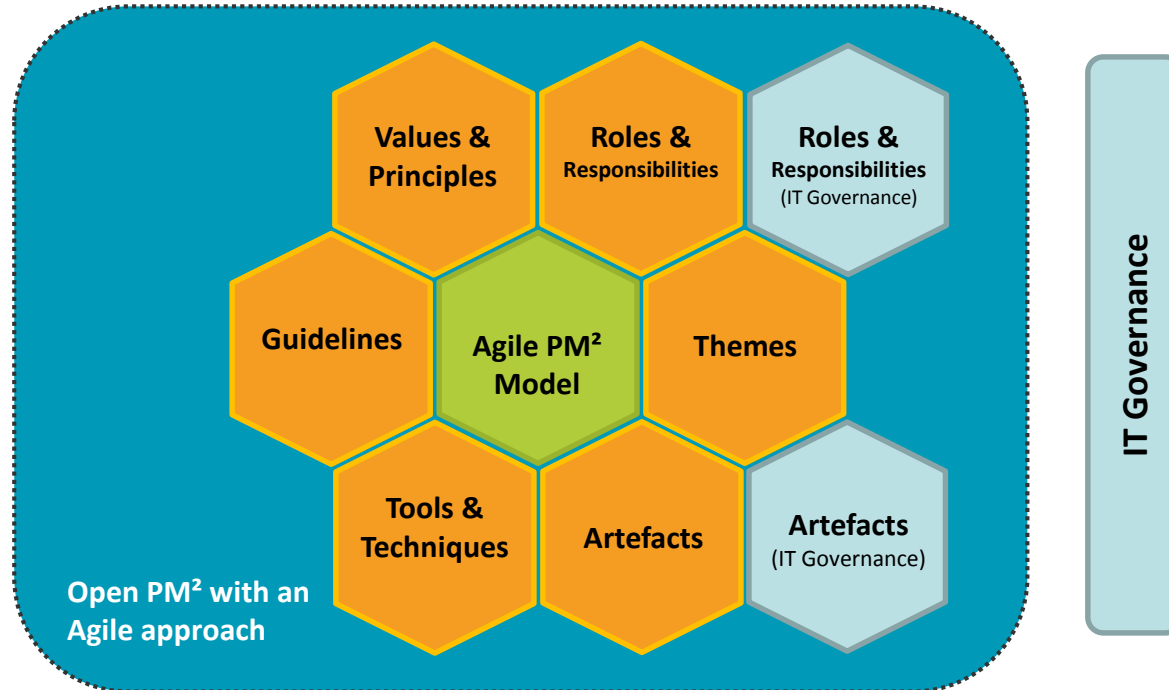 Values &
Principles
Roles &
Responsibilities
Roles &
Responsibilities
(IT Governance)
Guidelines
Agile PM²
Model
Themes
Tools &
Techniques
Artefacts
Artefacts
(IT Governance)
Open PM² with an
Agile approach
IT Governance